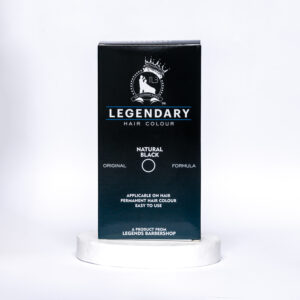 LEGENDARY
HAIR COLOUR
NATURAL
BLACK
ORIGINAL FORMULA
APPLICABLE ON HAIR
PERMANENT HAIR COLOUR
EASY TO USE
A PRODUCT FROM
LEGENDS BARBERSHOP